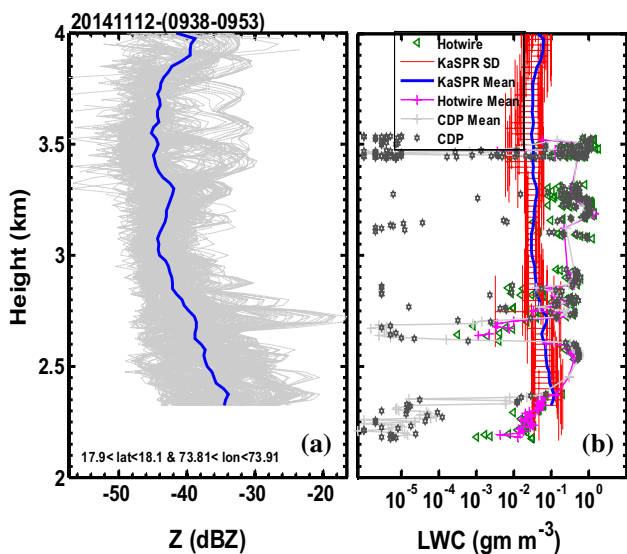 20141112-(0938-0953)
4
3.5
3
2.5
2
Height (km)
-50
-40
-30
-20
Z (dBZ)
17.9< lat<18.1 & 73.81< lon<73.91
(a)
Hotwire
KaSPR SD
KaSPR Mean
Hotwire Mean
CDP Mean
CDP
(b)
10⁻⁵
10⁻⁴
10⁻³
10⁻²
10⁻¹
10⁰
LWC (gm m⁻³)